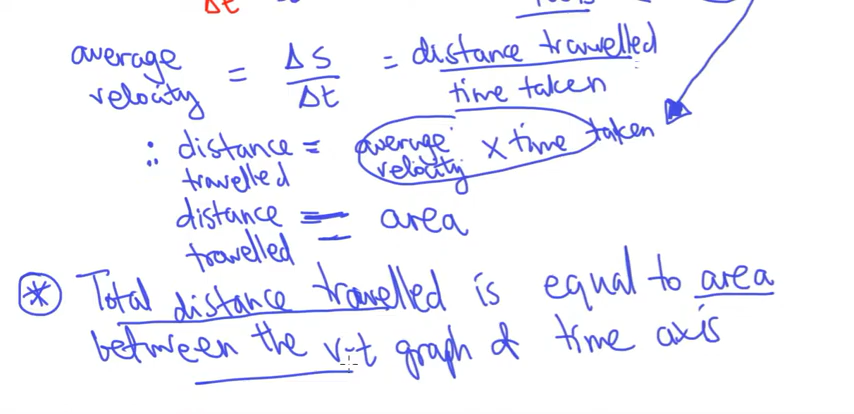 Δt
average velocity = Δs/Δt = distance travelled/time taken
∴ distance travelled = average velocity × time taken
distance travelled = area
* Total distance travelled is equal to area
between the v-t graph & time axis